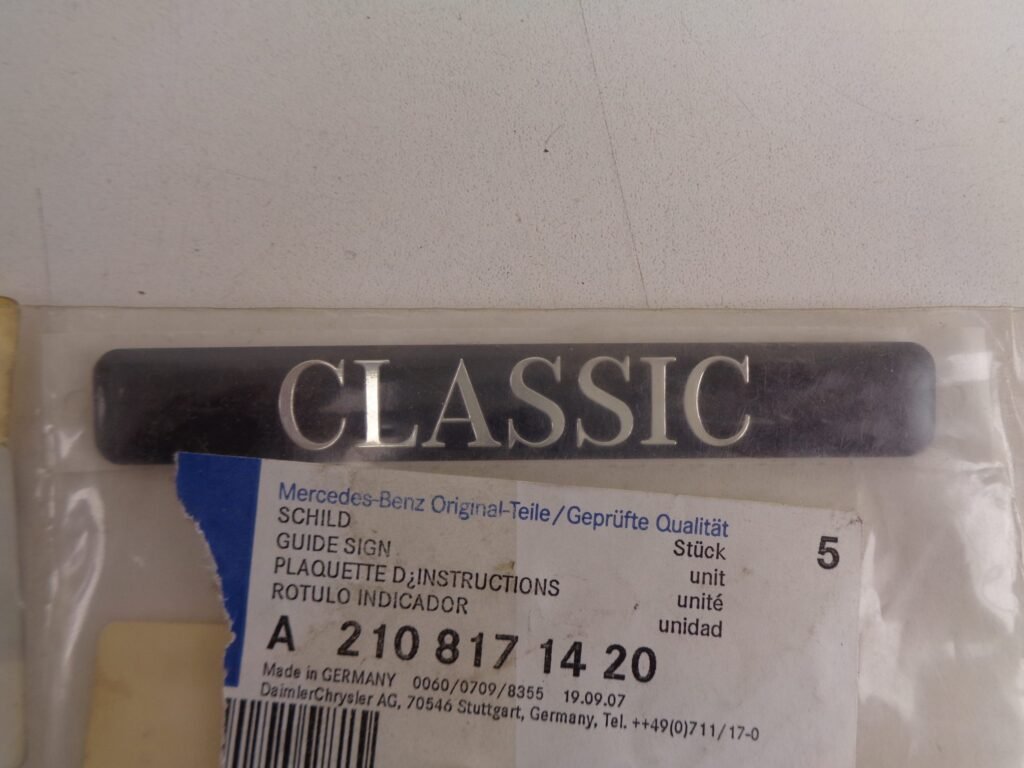 CLASSIC
Mercedes-Benz Original-Teile/Geprüfte Qualität
SCHILD
GUIDE SIGN
PLAQUETTE D¿INSTRUCTIONS
ROTULO INDICADOR
Stück
unit
unité
unidad
5
A 210 817 14 20
Made in GERMANY 0060/0709/8355 19.09.07
DaimlerChrysler AG, 70546 Stuttgart, Germany, Tel. ++49(0)711/17-0